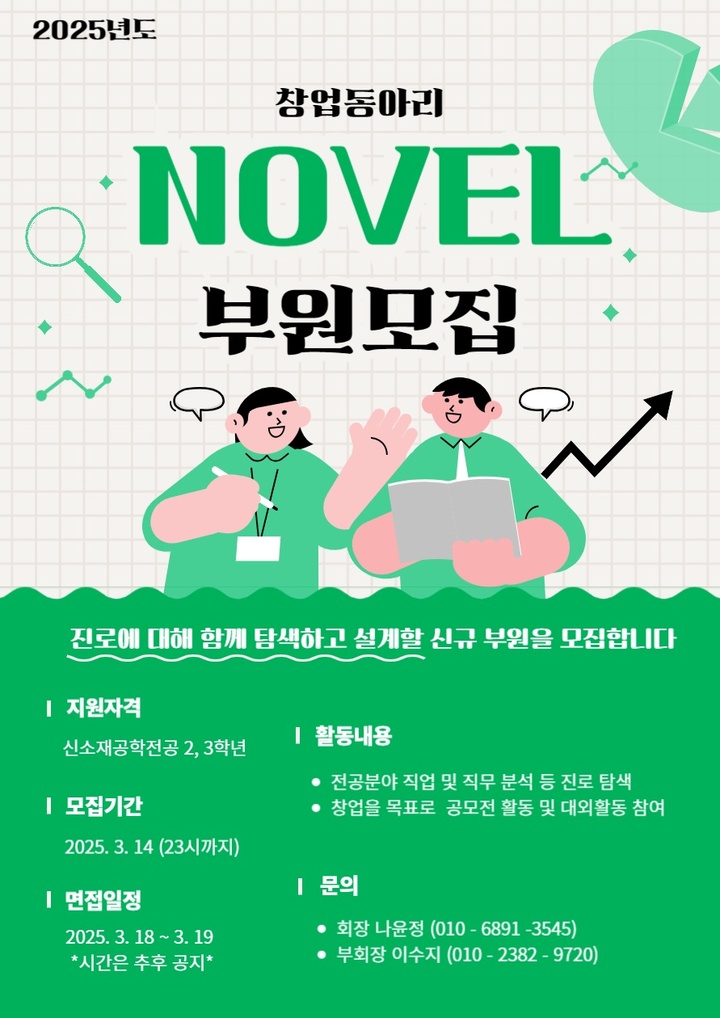 2025년도
창업동아리
NOVEL
부원모집
진로에 대해 함께 탐색하고 설계할 신규 부원을 모집합니다
지원자격
신소재공학전공 2, 3학년
모집기간
2025. 3. 14 (23시까지)
면접일정
2025. 3. 18 ~ 3. 19
*시간은 추후 공지*
활동내용
• 전공분야 직업 및 직무 분석 등 진로 탐색
• 창업을 목표로 공모전 활동 및 대외활동 참여
문의
• 회장 나윤정 (010 - 6891 -3545)
• 부회장 이수지 (010 - 2382 - 9720)